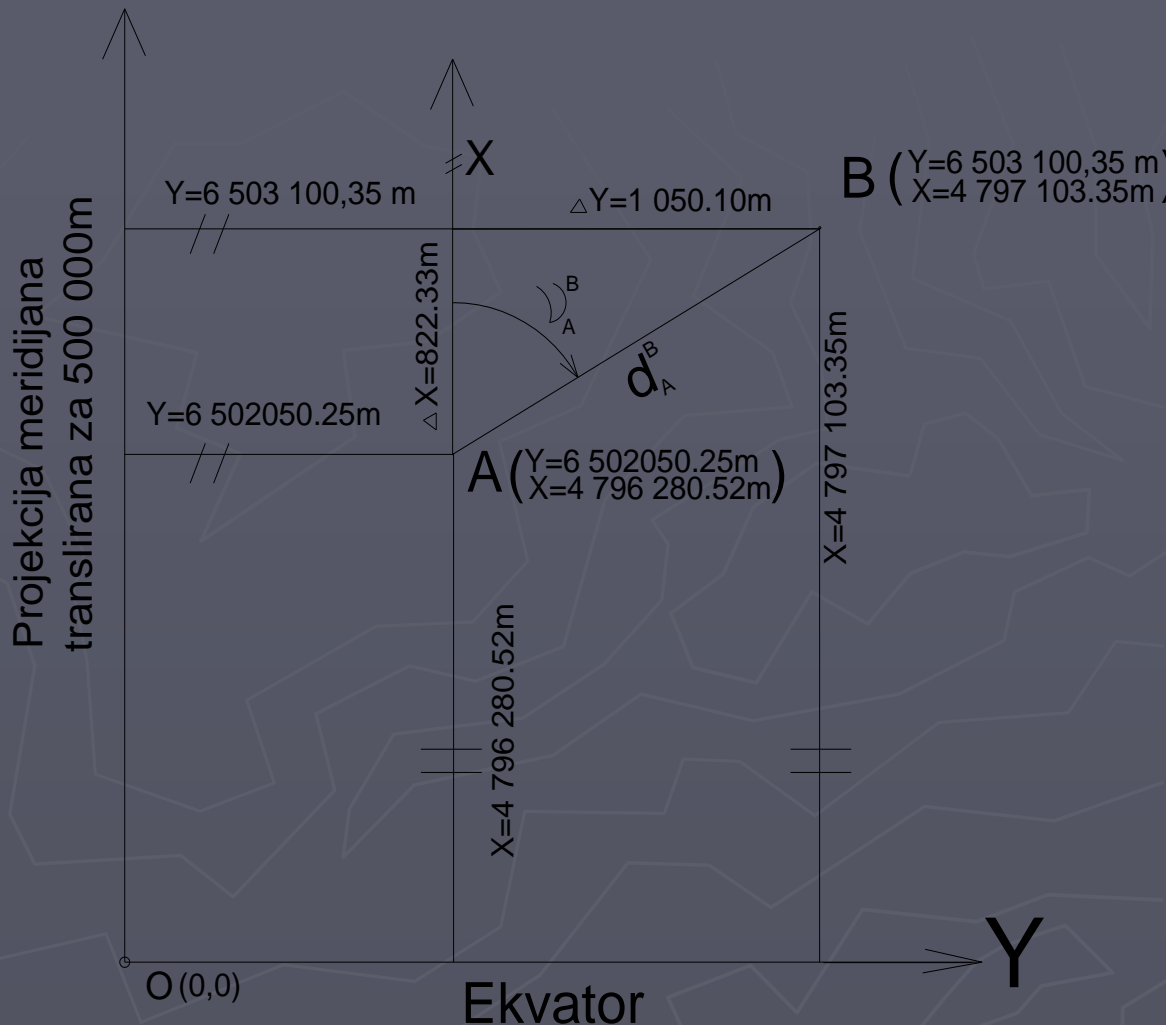 X
Y=6 503 100,35 m
△Y=1 050.10m
B (Y=6 503 100,35 m
X=4 797 103.35m)
△X=822.33m
B
A
d
B
A
Y=6 502050.25m
A (Y=6 502050.25m
X=4 796 280.52m)
X=4 797 103.35m
Projekcija meridijana
translirana za 500 000m
X=4 796 280.52m
O (0,0)
Ekvator
Y